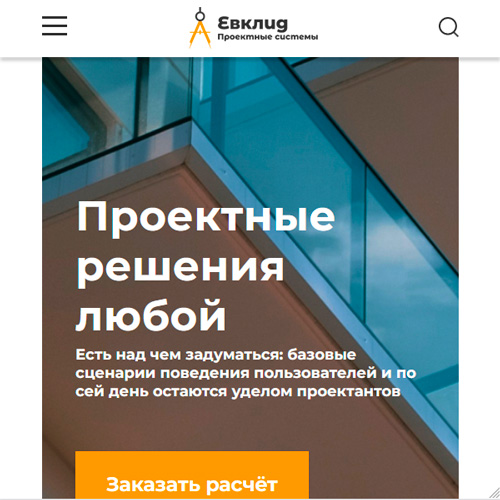 Евклид
Проектные системы
Проектные
решения
любой
Есть над чем задуматься: базовые
сценарии поведения пользователей и по
сей день остаются уделом проектантов
Заказать расчёт